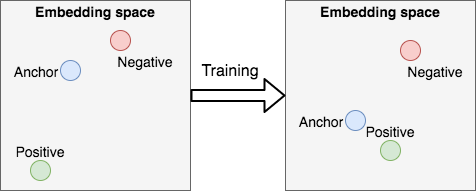 Embedding space
Negative
Anchor
Positive
Training
Embedding space
Negative
Anchor
Positive